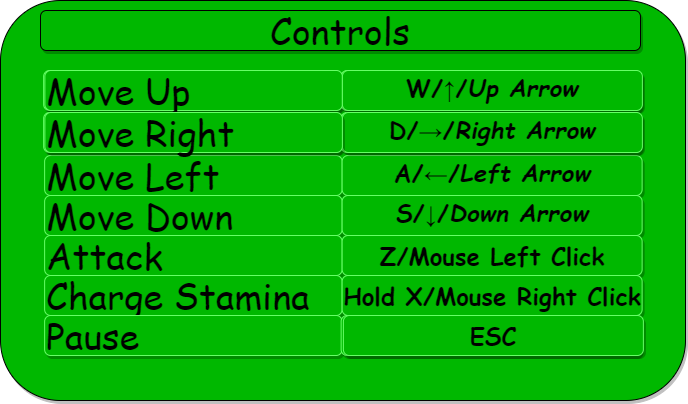 Controls
Move Up W/↑/Up Arrow
Move Right D/→/Right Arrow
Move Left A/←/Left Arrow
Move Down S/↓/Down Arrow
Attack Z/Mouse Left Click
Charge Stamina Hold X/Mouse Right Click
Pause ESC